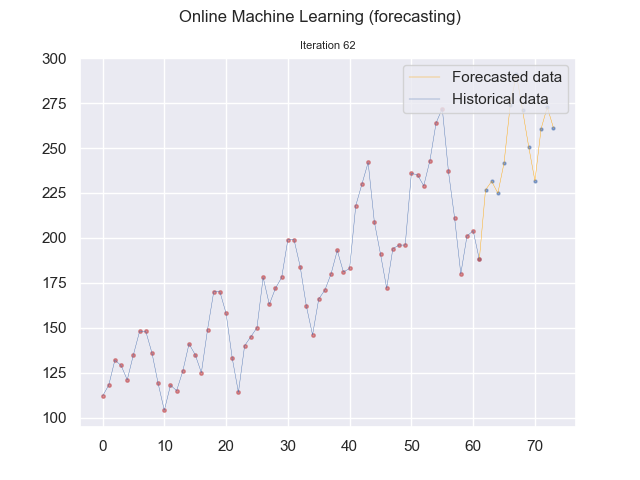 Online Machine Learning (forecasting)
Iteration 62
300
Forecasted data
Historical data
275
250
225
200
175
150
125
100
0 10 20 30 40 50 60 70